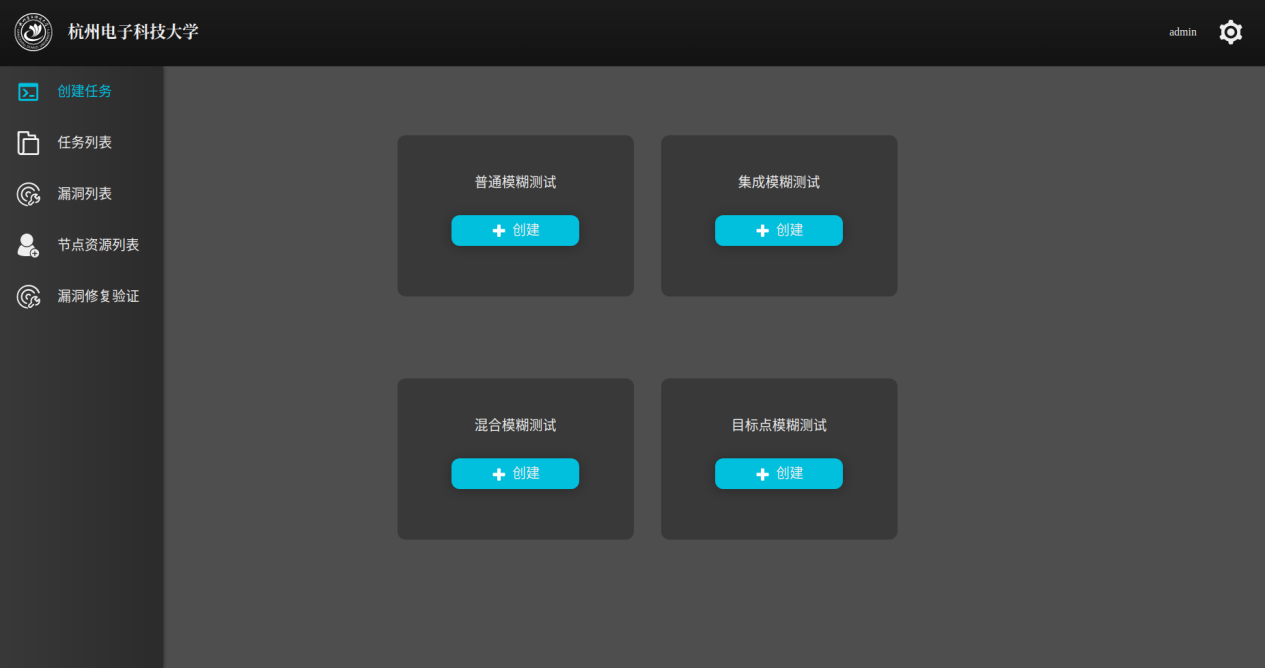 杭州电子科技大学
admin
创建任务
任务列表
漏洞列表
节点资源列表
漏洞修复验证
普通模糊测试
创建
集成模糊测试
创建
混合模糊测试
创建
目标点模糊测试
创建